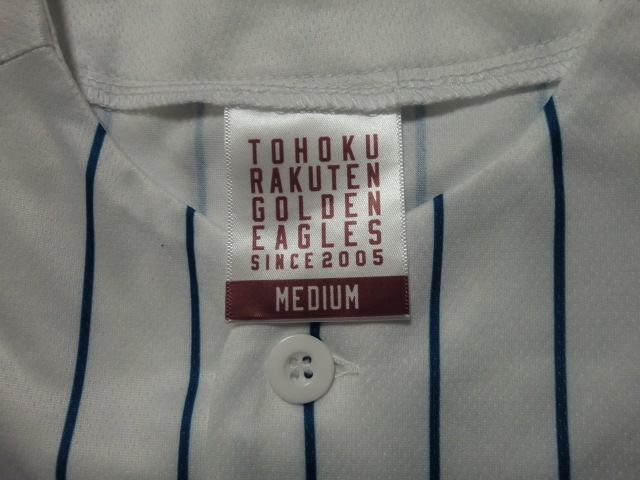 TOHOKU
RAKUTEN
GOLDEN
EAGLES
SINCE 2005
MEDIUM